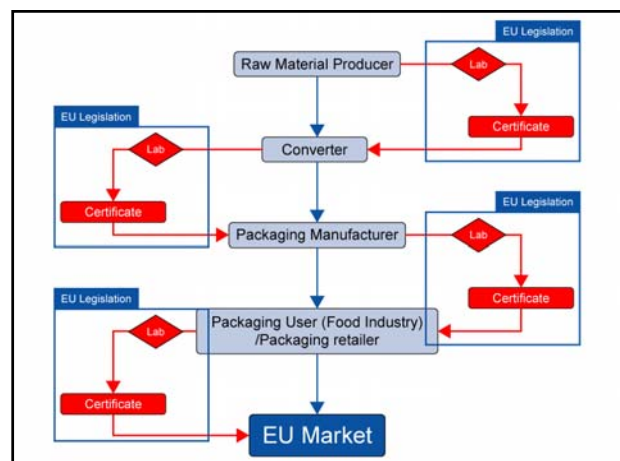 EU Legislation
Raw Material Producer
Lab
Certificate
EU Legislation
Lab
Converter
Certificate
EU Legislation
Packaging Manufacturer
Lab
Certificate
EU Legislation
Packaging User (Food Industry)
/Packaging retailer
Lab
Certificate
EU Market